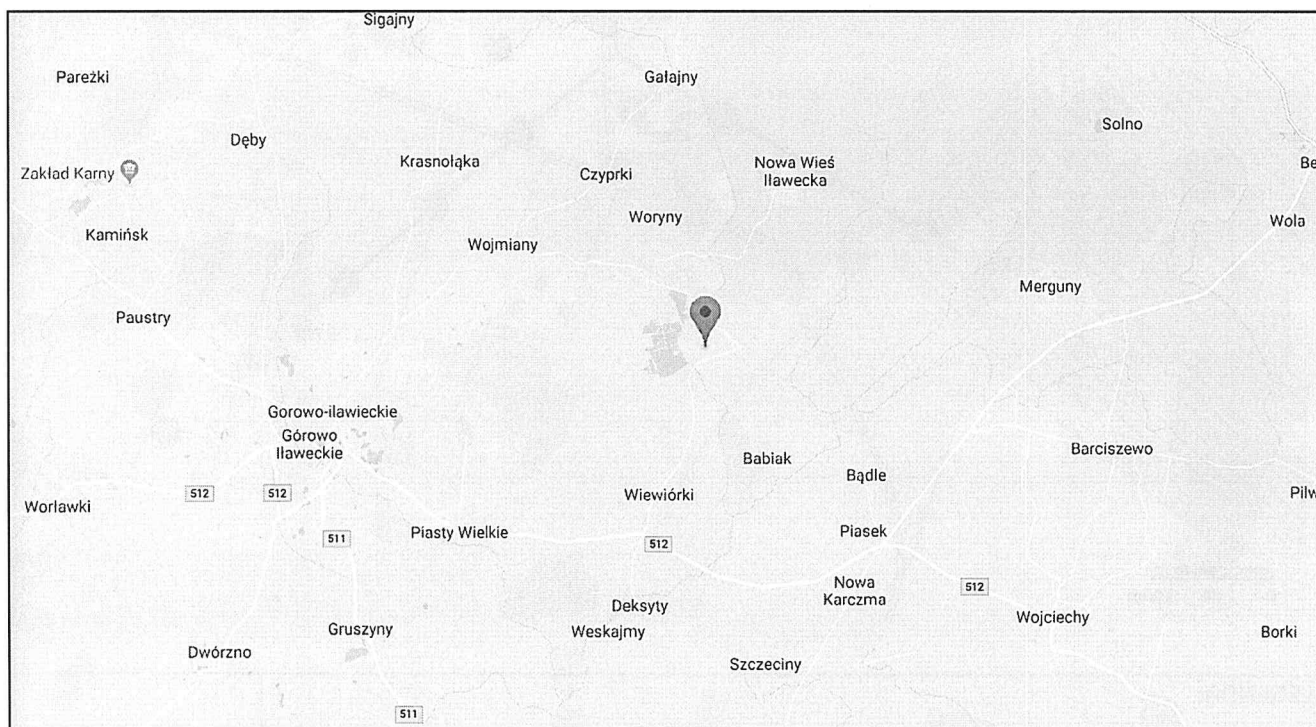 Sigajny
Pareżki
Gałajny
Solno
Dęby
Krasnołąka
Nowa Wieś
Iławecka
Zakład Karny
Czyprki
Woryny
Wola
Kamińsk
Wojmiany
Merguny
Paustry
Gorowo-ilawieckie
Górowo
Iławeckie
Barciszewo
Babiak
Bądle
512
512
Wiewiórki
Worlawki
Piasty Wielkie
Piasek
511
512
Nowa
Karczma
512
Deksyty
Wojciechy
Gruszyny
Weskajmy
Borki
Dwórzno
Szczeciny
511